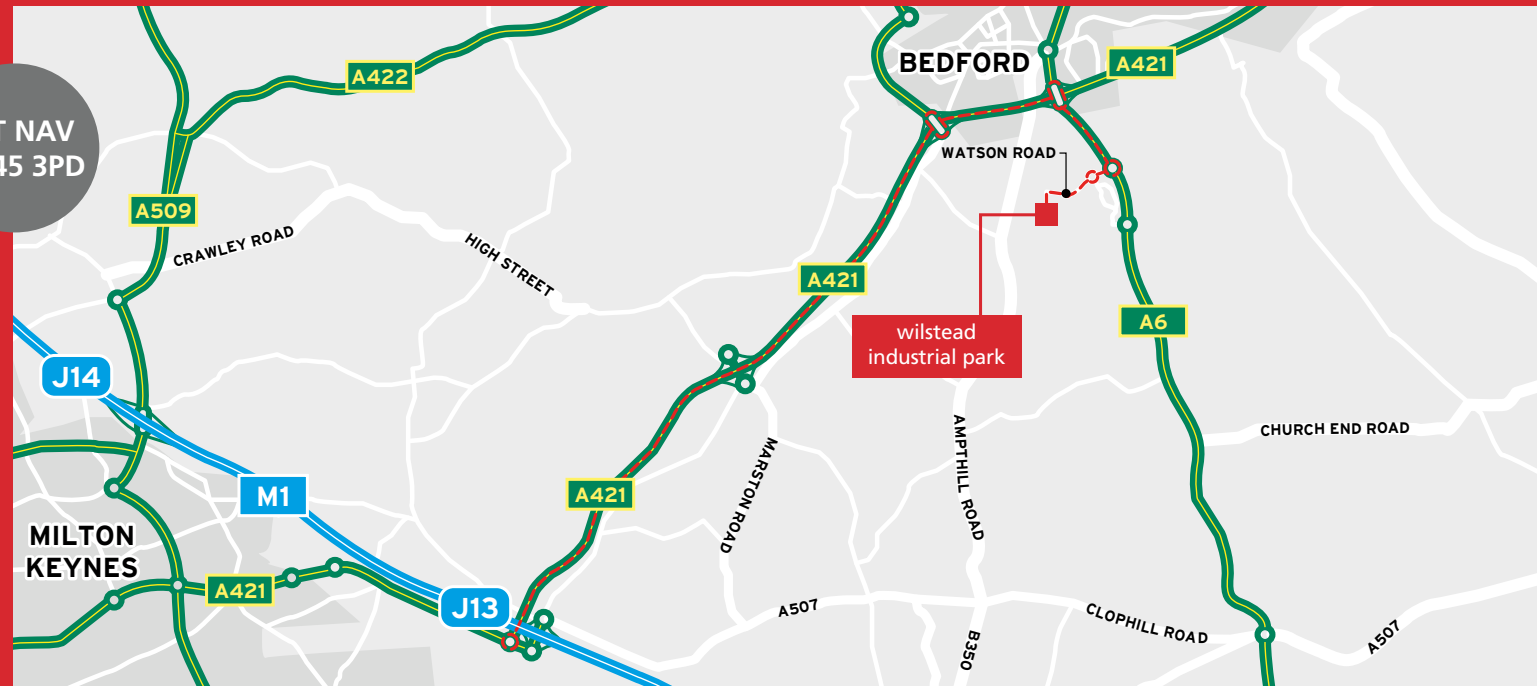 A422
BEDFORD
A421
T NAV
45 3PD
WATSON ROAD
A509
CRAWLEY ROAD
HIGH STREET
A421
wilstead
industrial park
A6
J14
AMPTHILL ROAD
CHURCH END ROAD
MARSTON ROAD
M1
A421
MILTON
KEYNES
A421
J13
A507
CLOPHILL ROAD
B350
A507